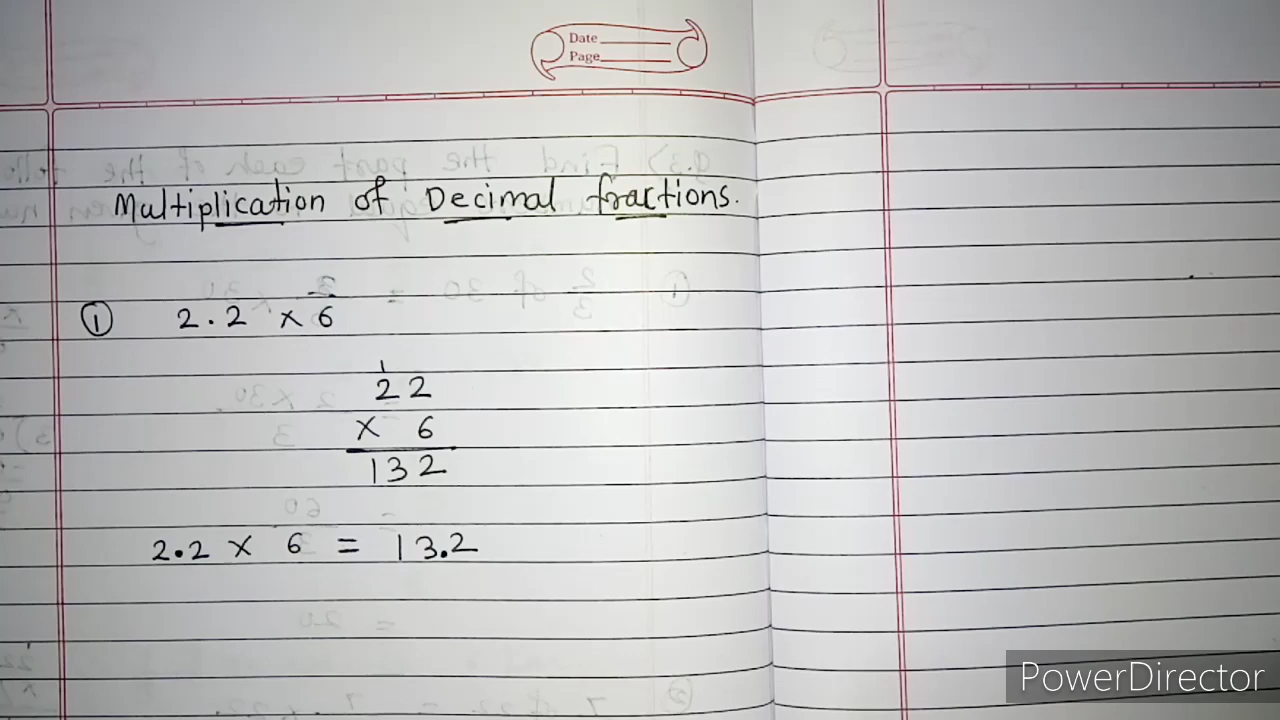 Date
Page
Multiplication of Decimal fractions.
① 2.2 × 6
1
22
× 6
132
2.2 × 6 = 13.2
PowerDirector